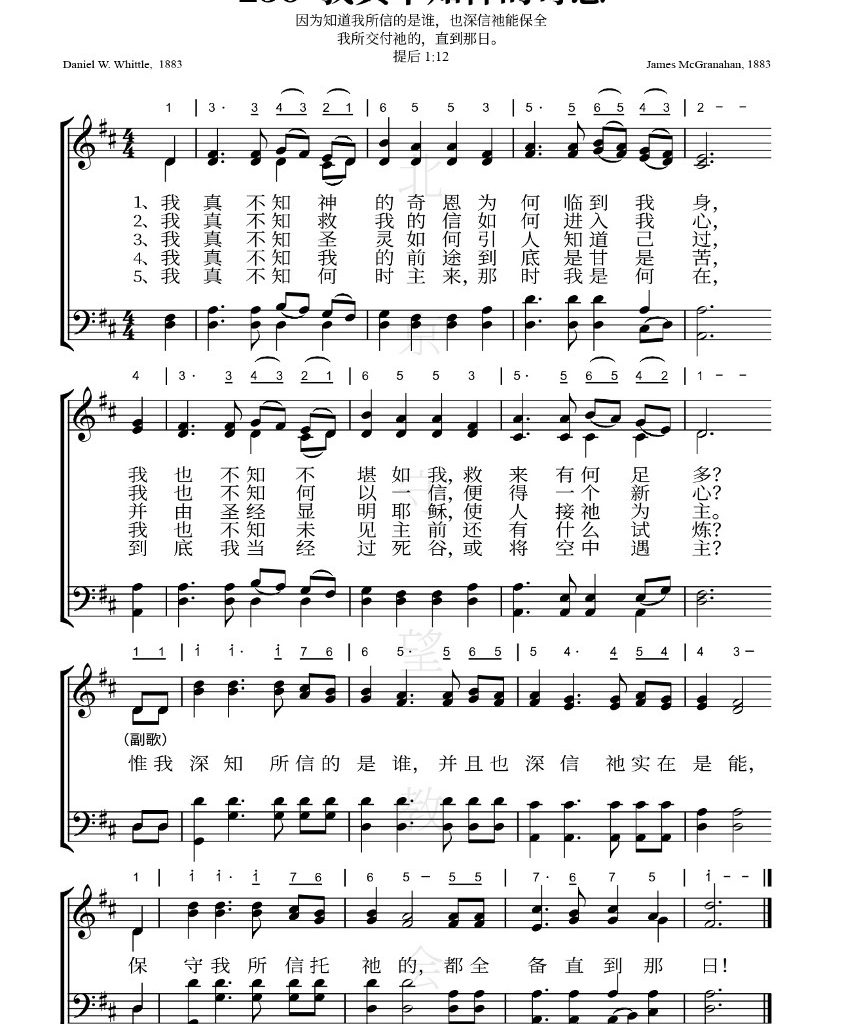 因为知道我所信的是谁，也深信祂能保全
我所交付祂的，直到那日。
提后 1:12
Daniel W. Whittle, 1883
James McGranahan, 1883
1 | 3· 3 4 3 2 1 | 6 5 5 3 | 5· 5 6 5 4 3 | 2 – –
1、我 真 不 知 神 的 奇 恩 为 何 临 到 我 身，
2、我 真 不 知 救 我 的 信 如 何 进 入 我 心，
3、我 真 不 知 圣 灵 如 何 引 人 知 道 己 过，
4、我 真 不 知 我 的 前 途 到 底 是 甘 是 苦，
5、我 真 不 知 何 时 主 来，那 时 我 是 何 在，
4 | 3· 3 4 3 2 1 | 6 5 5 3 | 5· 5 6 5 4 2 | 1 – –
我 也 不 知 不 堪 如 我，救 来 有 何 足 多？
我 也 不 知 何 以 一 信，便 得 一 个 新 心？
并 由 圣 经 显 明 耶 稣，使 人 接 祂 为 主。
我 也 不 知 未 见 主 前 还 有 什 么 试 炼？
到 底 我 当 经 过 死 谷，或 将 空 中 遇 主？
1 1 | i i· i 7 6 | 6 5· 5 6 5 | 5 4· 4 5 4 | 4 3 –
（副歌）
惟 我 深 知 所 信 的 是 谁，并 且 也 深 信 祂 实 在 是 能，
1 | i i· i 7 6 | 6 5 – 5 5 | 7· 6 7 5 | i – –
保 守 我 所 信 托 祂 的，都 全 备 直 到 那 日！
北
京
守
望
教
会